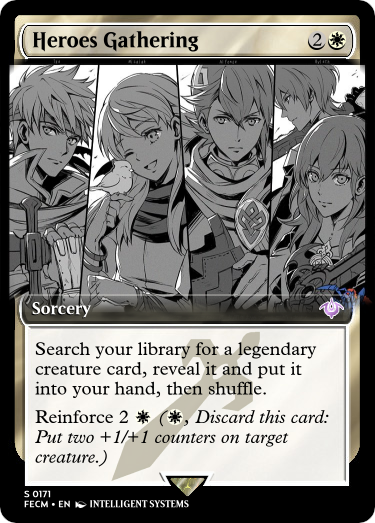 Heroes Gathering 2
Sorcery
Search your library for a legendary
creature card, reveal it and put it
into your hand, then shuffle.
Reinforce 2 (, Discard this card:
Put two +1/+1 counters on target
creature.)
S 0171
FECM • EN INTELLIGENT SYSTEMS